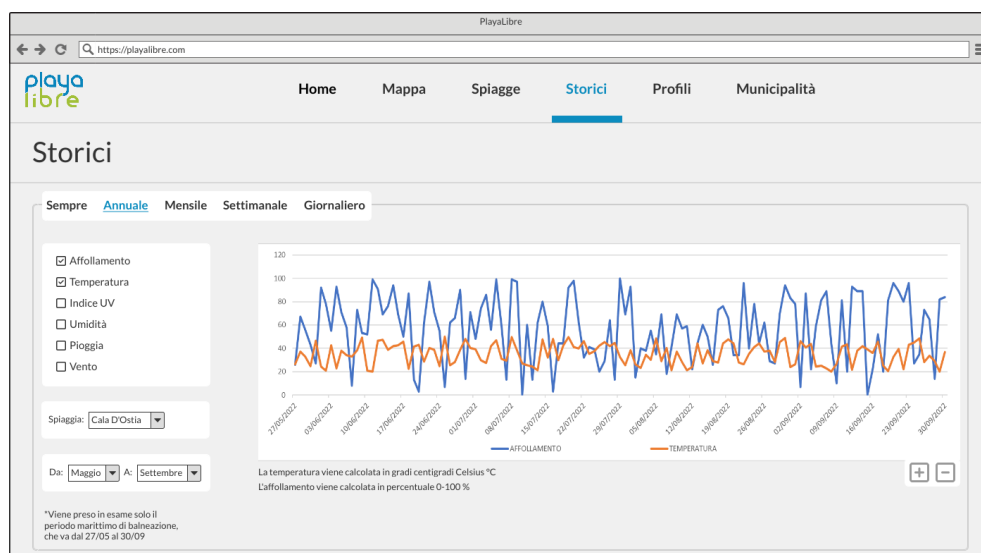 PlayaLibre
https://playalibre.com
playa
libre
Home Mappa Spiagge Storici Profili Municipalità
Storici
Sempre Annuale Mensile Settimanale Giornaliero
Affollamento
Temperatura
Indice UV
Umidità
Pioggia
Vento
Spiaggia: Cala D'Ostia
Da: Maggio A: Settembre
*Viene preso in esame solo il
periodo marittimo di balneazione,
che va dal 27/05 al 30/09
120
100
80
60
40
20
0
27/05/2022 03/06/2022 10/06/2022 17/06/2022 24/06/2022 01/07/2022 08/07/2022 15/07/2022 22/07/2022 29/07/2022 05/08/2022 12/08/2022 19/08/2022 26/08/2022 02/09/2022 09/09/2022 16/09/2022 23/09/2022 30/09/2022
AFFOLLAMENTO TEMPERATURA
La temperatura viene calcolata in gradi centigradi Celsius °C
L'affollamento viene calcolata in percentuale 0-100 %